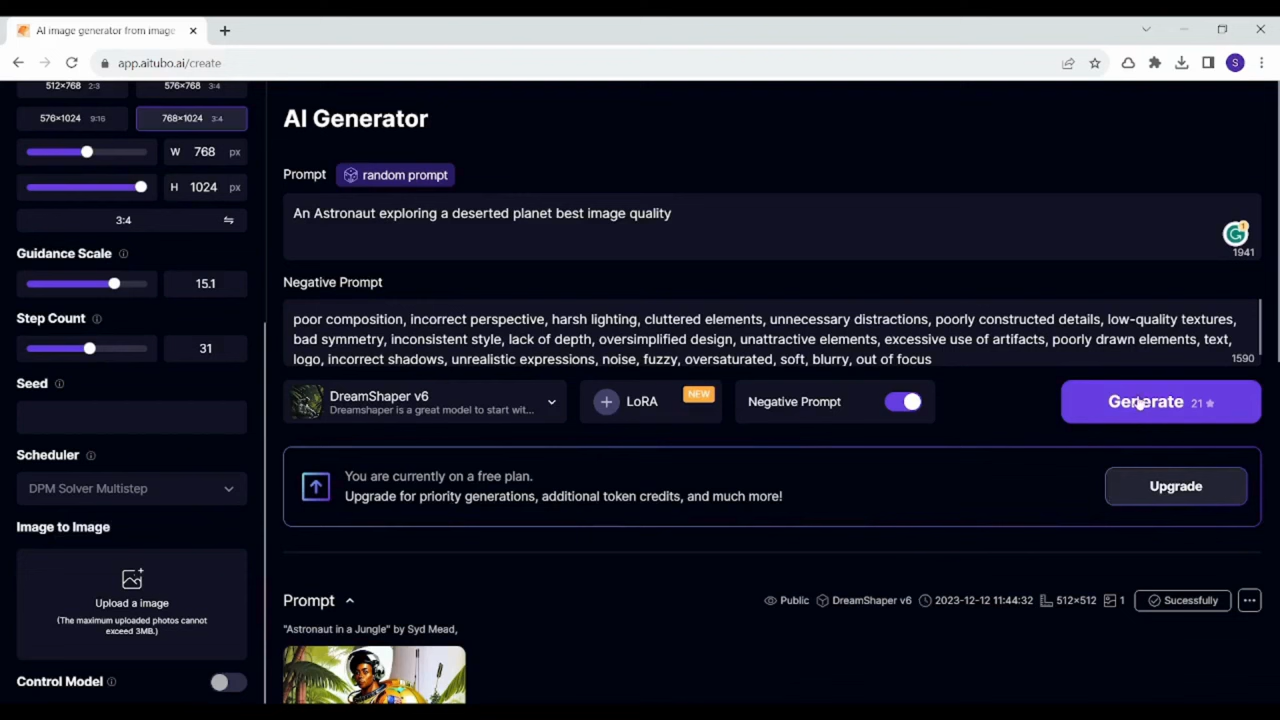 AI image generator from image
app.aitubo.ai/create
S
512×768 2:3
576×768 3:4
576×1024 9:16
768×1024 3:4
W 768 px
H 1024 px
3:4
Guidance Scale
15.1
Step Count
31
Seed
Scheduler
DPM Solver Multistep
Image to Image
Upload a image
(The maximum uploaded photos cannot
exceed 3MB.)
Control Model
AI Generator
Prompt random prompt
An Astronaut exploring a deserted planet best image quality
1941
Negative Prompt
poor composition, incorrect perspective, harsh lighting, cluttered elements, unnecessary distractions, poorly constructed details, low-quality textures,
bad symmetry, inconsistent style, lack of depth, oversimplified design, unattractive elements, excessive use of artifacts, poorly drawn elements, text,
logo, incorrect shadows, unrealistic expressions, noise, fuzzy, oversaturated, soft, blurry, out of focus
1590
DreamShaper v6
Dreamshaper is a great model to start wit...
LoRA
NEW
Negative Prompt
Generate 21
You are currently on a free plan.
Upgrade for priority generations, additional token credits, and much more!
Upgrade
Prompt
Public DreamShaper v6 2023-12-12 11:44:32 512×512 1 Sucessfully
"Astronaut in a Jungle" by Syd Mead,